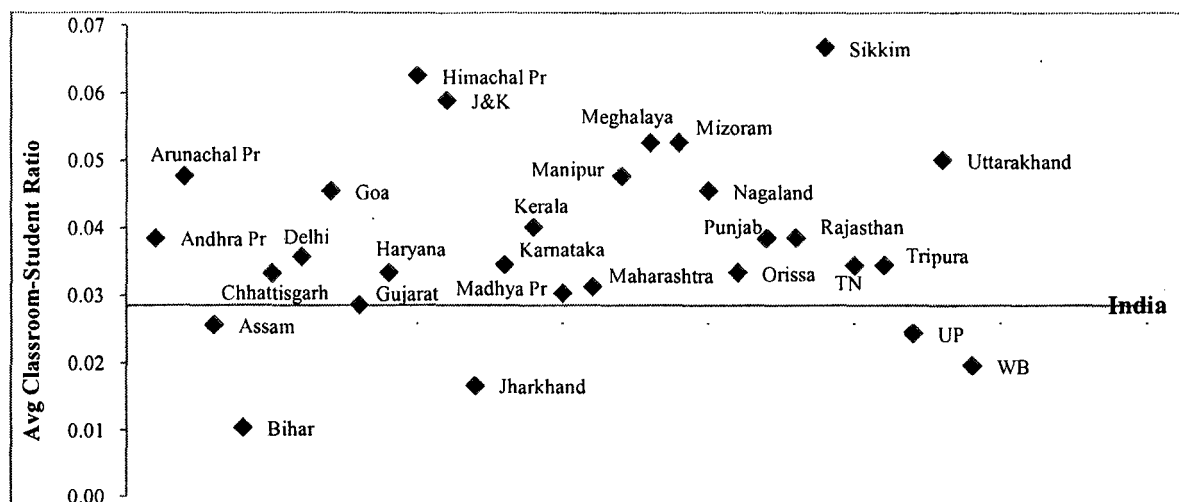 Avg Classroom-Student Ratio
0.07
0.06
0.05
0.04
0.03
0.02
0.01
0.00
Sikkim
Himachal Pr
J&K
Meghalaya
Mizoram
Arunachal Pr
Uttarakhand
Manipur
Goa
Nagaland
Kerala
Andhra Pr
Delhi
Punjab
Rajasthan
Haryana
Karnataka
Tripura
Chhattisgarh
Gujarat
Madhya Pr
Maharashtra
Orissa
TN
India
Assam
UP
WB
Jharkhand
Bihar